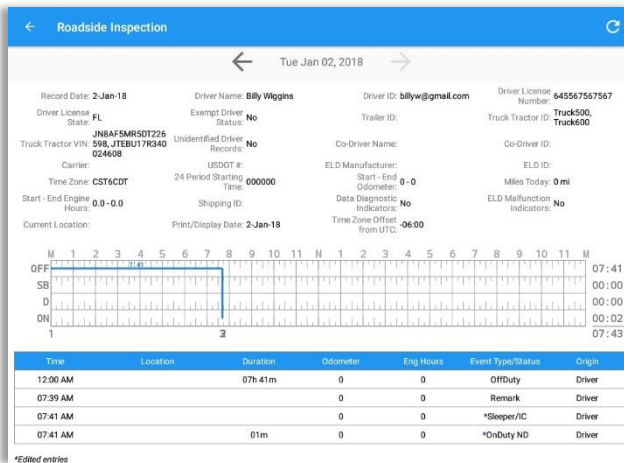 Roadside Inspection
Tue Jan 02, 2018
Record Date: 2-Jan-18 Driver Name: Billy Wiggins Driver ID: billyw@gmail.com Driver License Number: 645567567567
Driver License State: FL Exempt Driver Status: No Trailer ID: Truck Tractor ID: Truck500, Truck600
Truck Tractor VIN: JN8AF5MR5DT226598, JTEBU17R340024608 Unidentified Driver Records: No Co-Driver Name: Co-Driver ID:
Carrier: USDOT #: ELD Manufacturer: ELD ID:
Time Zone: CST6CDT 24 Period Starting Time: 000000 Start - End Odometer: 0 - 0 Miles Today: 0 mi
Start - End Engine Hours: 0.0 - 0.0 Shipping ID: Data Diagnostic Indicators: No ELD Malfunction Indicators: No
Current Location: Print/Display Date: 2-Jan-18 Time Zone Offset from UTC: -06:00
M 1 2 3 4 5 6 7 8 9 10 11 N 1 2 3 4 5 6 7 8 9 10 11 M
OFF 7:41 07:41
SB 00:00
D 00:00
ON 00:02
1 07:43
Time Location Duration Odometer Eng Hours Event Type/Status Origin
12:00 AM 07h 41m 0 0 OffDuty Driver
07:39 AM 0 0 Remark Driver
07:41 AM 0 0 *Sleeper/IC Driver
07:41 AM 01m 0 0 *OnDuty ND Driver
*Edited entries